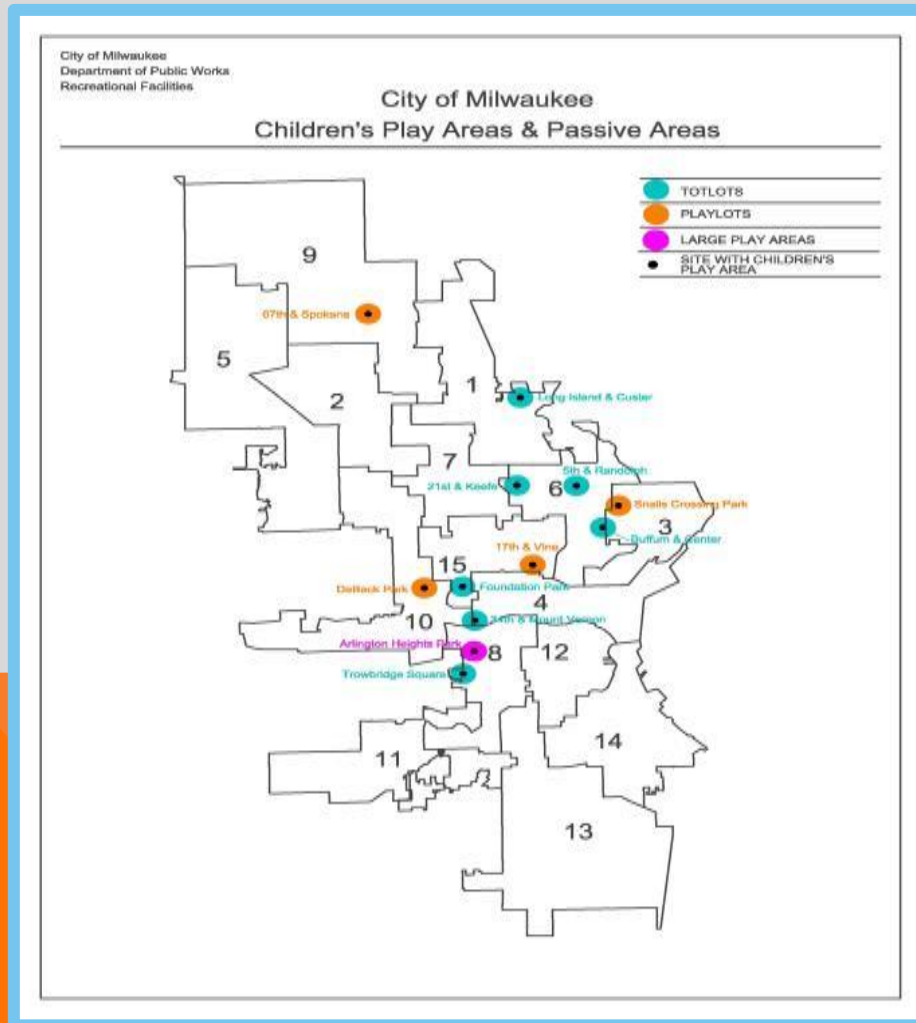 City of Milwaukee
Department of Public Works
Recreational Facilities
City of Milwaukee
Children's Play Areas & Passive Areas
TOTLOTS
PLAYLOTS
LARGE PLAY AREAS
SITE WITH CHILDREN'S
PLAY AREA
9
67th & Spokane
5
1
2
Long Island & Custer
7
5th & Randolph
21st & Keefe
6
Snails Crossing Park
3
Buffum & Center
17th & Vine
15
Foundation Park
Park
4
10
34th & Mount Vernon
Arlington Heights Park
8
12
Trowbridge Square
14
11
13